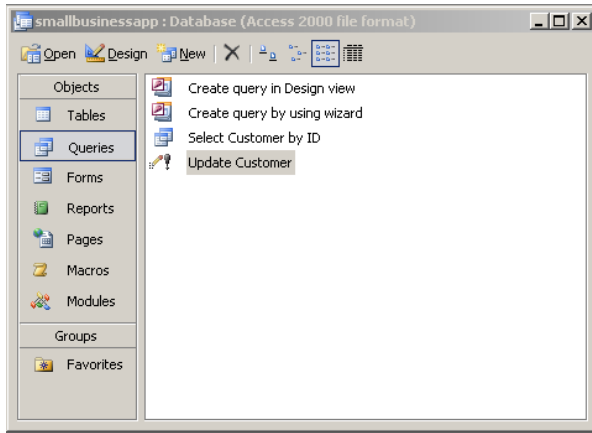 smallbusinessapp : Database (Access 2000 file format)
Open Design New
Objects
Tables
Queries
Forms
Reports
Pages
Macros
Modules
Groups
Favorites
Create query in Design view
Create query by using wizard
Select Customer by ID
Update Customer